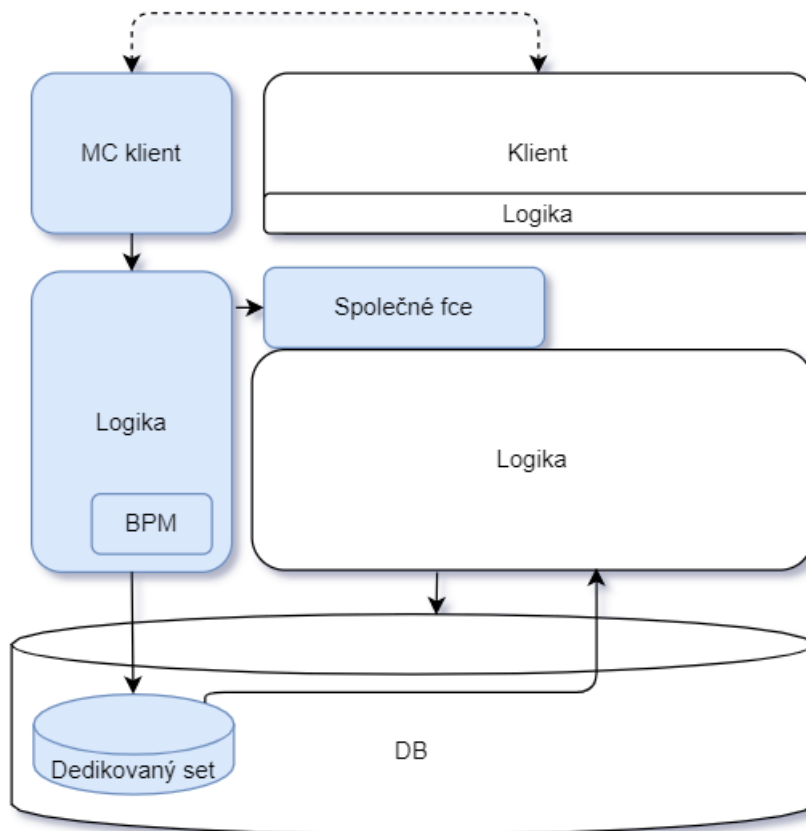 MC klient
Klient
Logika
Společné fce
Logika
Logika
BPM
DB
Dedikovaný set